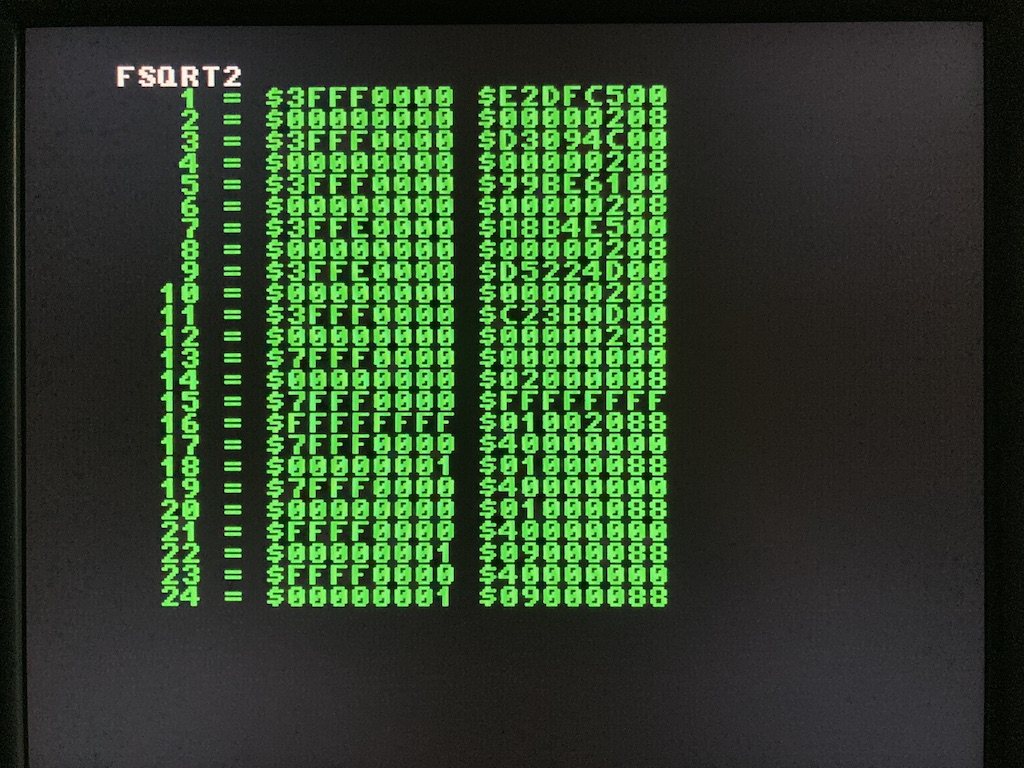 FSQRT2
1 = $3FFF0000 $E2DFC500
2 = $00000000 $00000208
3 = $3FFF0000 $D3094C00
4 = $00000000 $00000208
5 = $3FFF0000 $99BE6100
6 = $00000000 $00000208
7 = $3FFE0000 $A8B4E500
8 = $00000000 $00000208
9 = $3FFE0000 $D5224D00
10 = $00000000 $00000208
11 = $3FFF0000 $C23B0D00
12 = $00000000 $00000208
13 = $7FFF0000 $00000000
14 = $00000000 $02000008
15 = $7FFF0000 $FFFFFFFF
16 = $FFFFFFFF $01002088
17 = $7FFF0000 $40000000
18 = $00000001 $01000088
19 = $7FFF0000 $40000000
20 = $00000000 $01000088
21 = $FFFF0000 $40000000
22 = $00000001 $09000088
23 = $FFFF0000 $40000000
24 = $00000001 $09000088